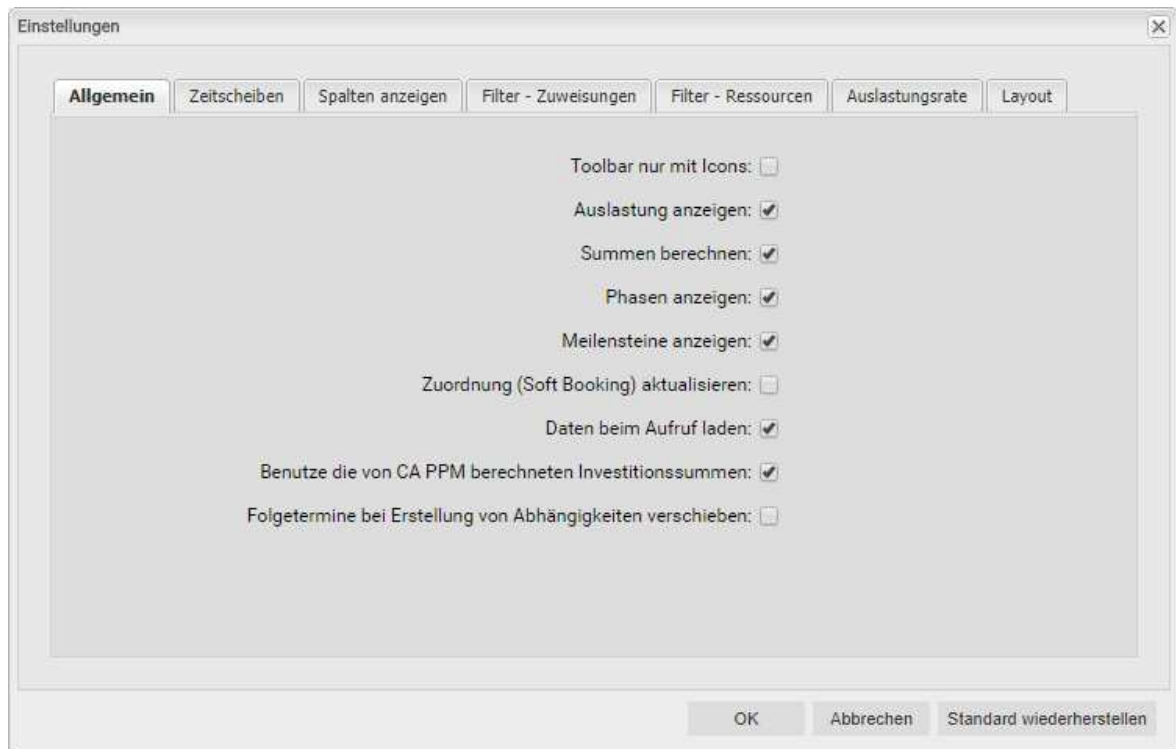 Einstellungen
Allgemein Zeitscheiben Spalten anzeigen Filter - Zuweisungen Filter - Ressourcen Auslastungsrate Layout
Toolbar nur mit Icons:
Auslastung anzeigen:
Summen berechnen:
Phasen anzeigen:
Meilensteine anzeigen:
Zuordnung (Soft Booking) aktualisieren:
Daten beim Aufruf laden:
Benutze die von CA PPM berechneten Investitionssummen:
Folgetermine bei Erstellung von Abhängigkeiten verschieben:
OK Abbrechen Standard wiederherstellen